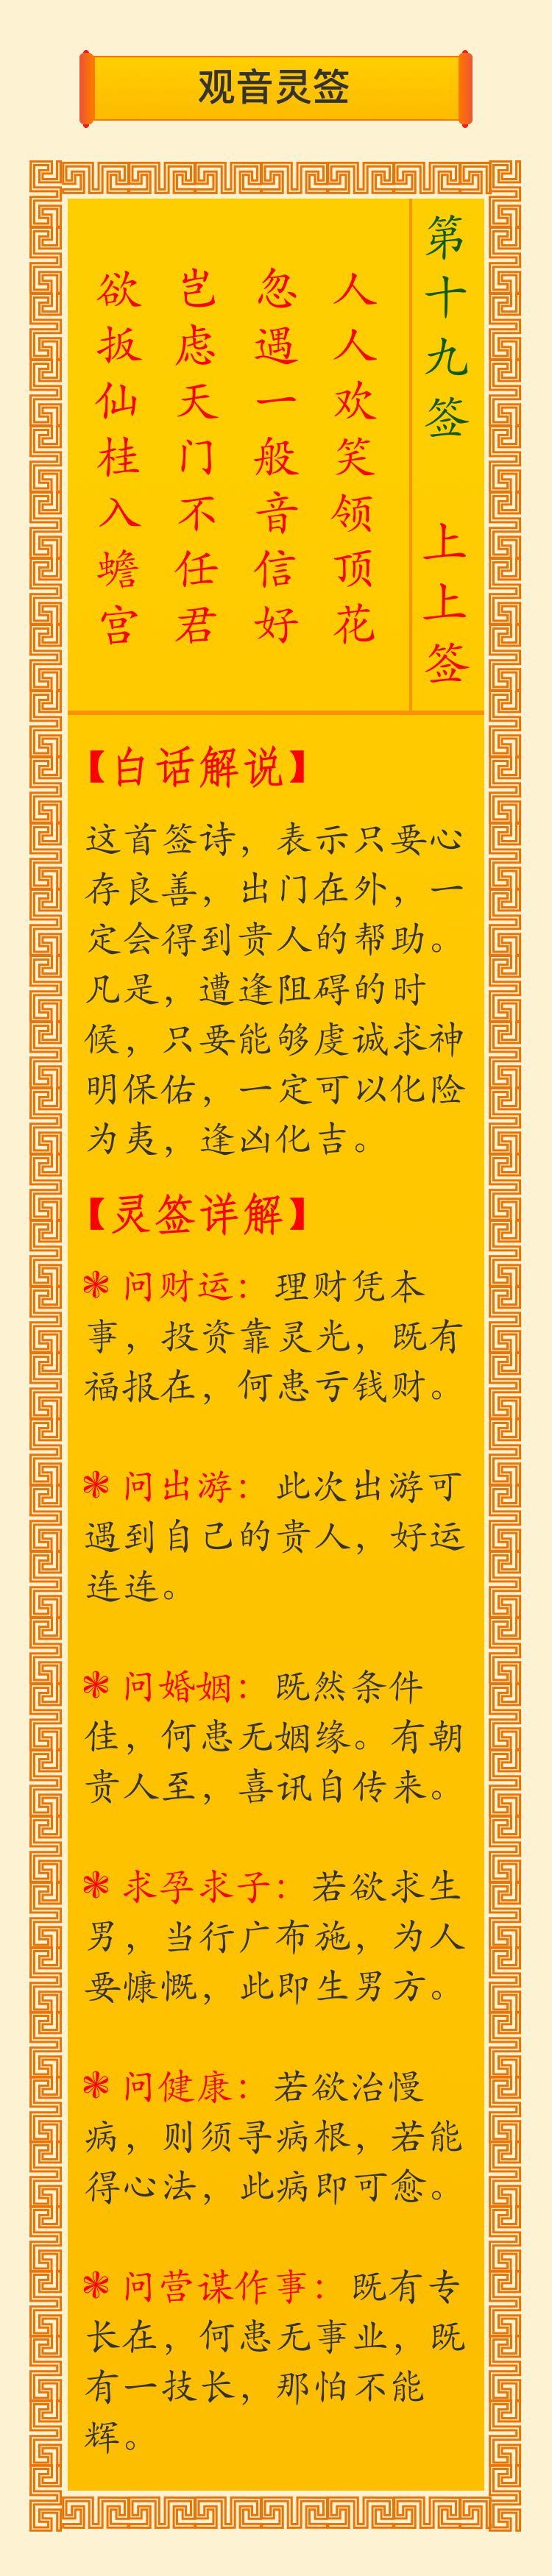 观音灵签
第十九签 上上签
人人欢笑领顶花
忽遇一般音信好
岂虑天门不任君
欲扳仙桂入蟾宫
【白话解说】
这首签诗，表示只要心
存良善，出门在外，一
定会得到贵人的帮助。
凡是，遭逢阻碍的时
候，只要能够虔诚求神
明保佑，一定可以化险
为夷，逢凶化吉。
【灵签详解】
❃ 问财运：理财凭本
事，投资靠灵光，既有
福报在，何患亏钱财。
❃ 问出游：此次出游可
遇到自己的贵人，好运
连连。
❃ 问婚姻：既然条件
佳，何患无姻缘。有朝
贵人至，喜讯自传来。
❃ 求孕求子：若欲求生
男，当行广布施，为人
要慷慨，此即生男方。
❃ 问健康：若欲治慢
病，则须寻病根，若能
得心法，此病即可愈。
❃ 问营谋作事：既有专
长在，何患无事业，既
有一技长，那怕不能
辉。